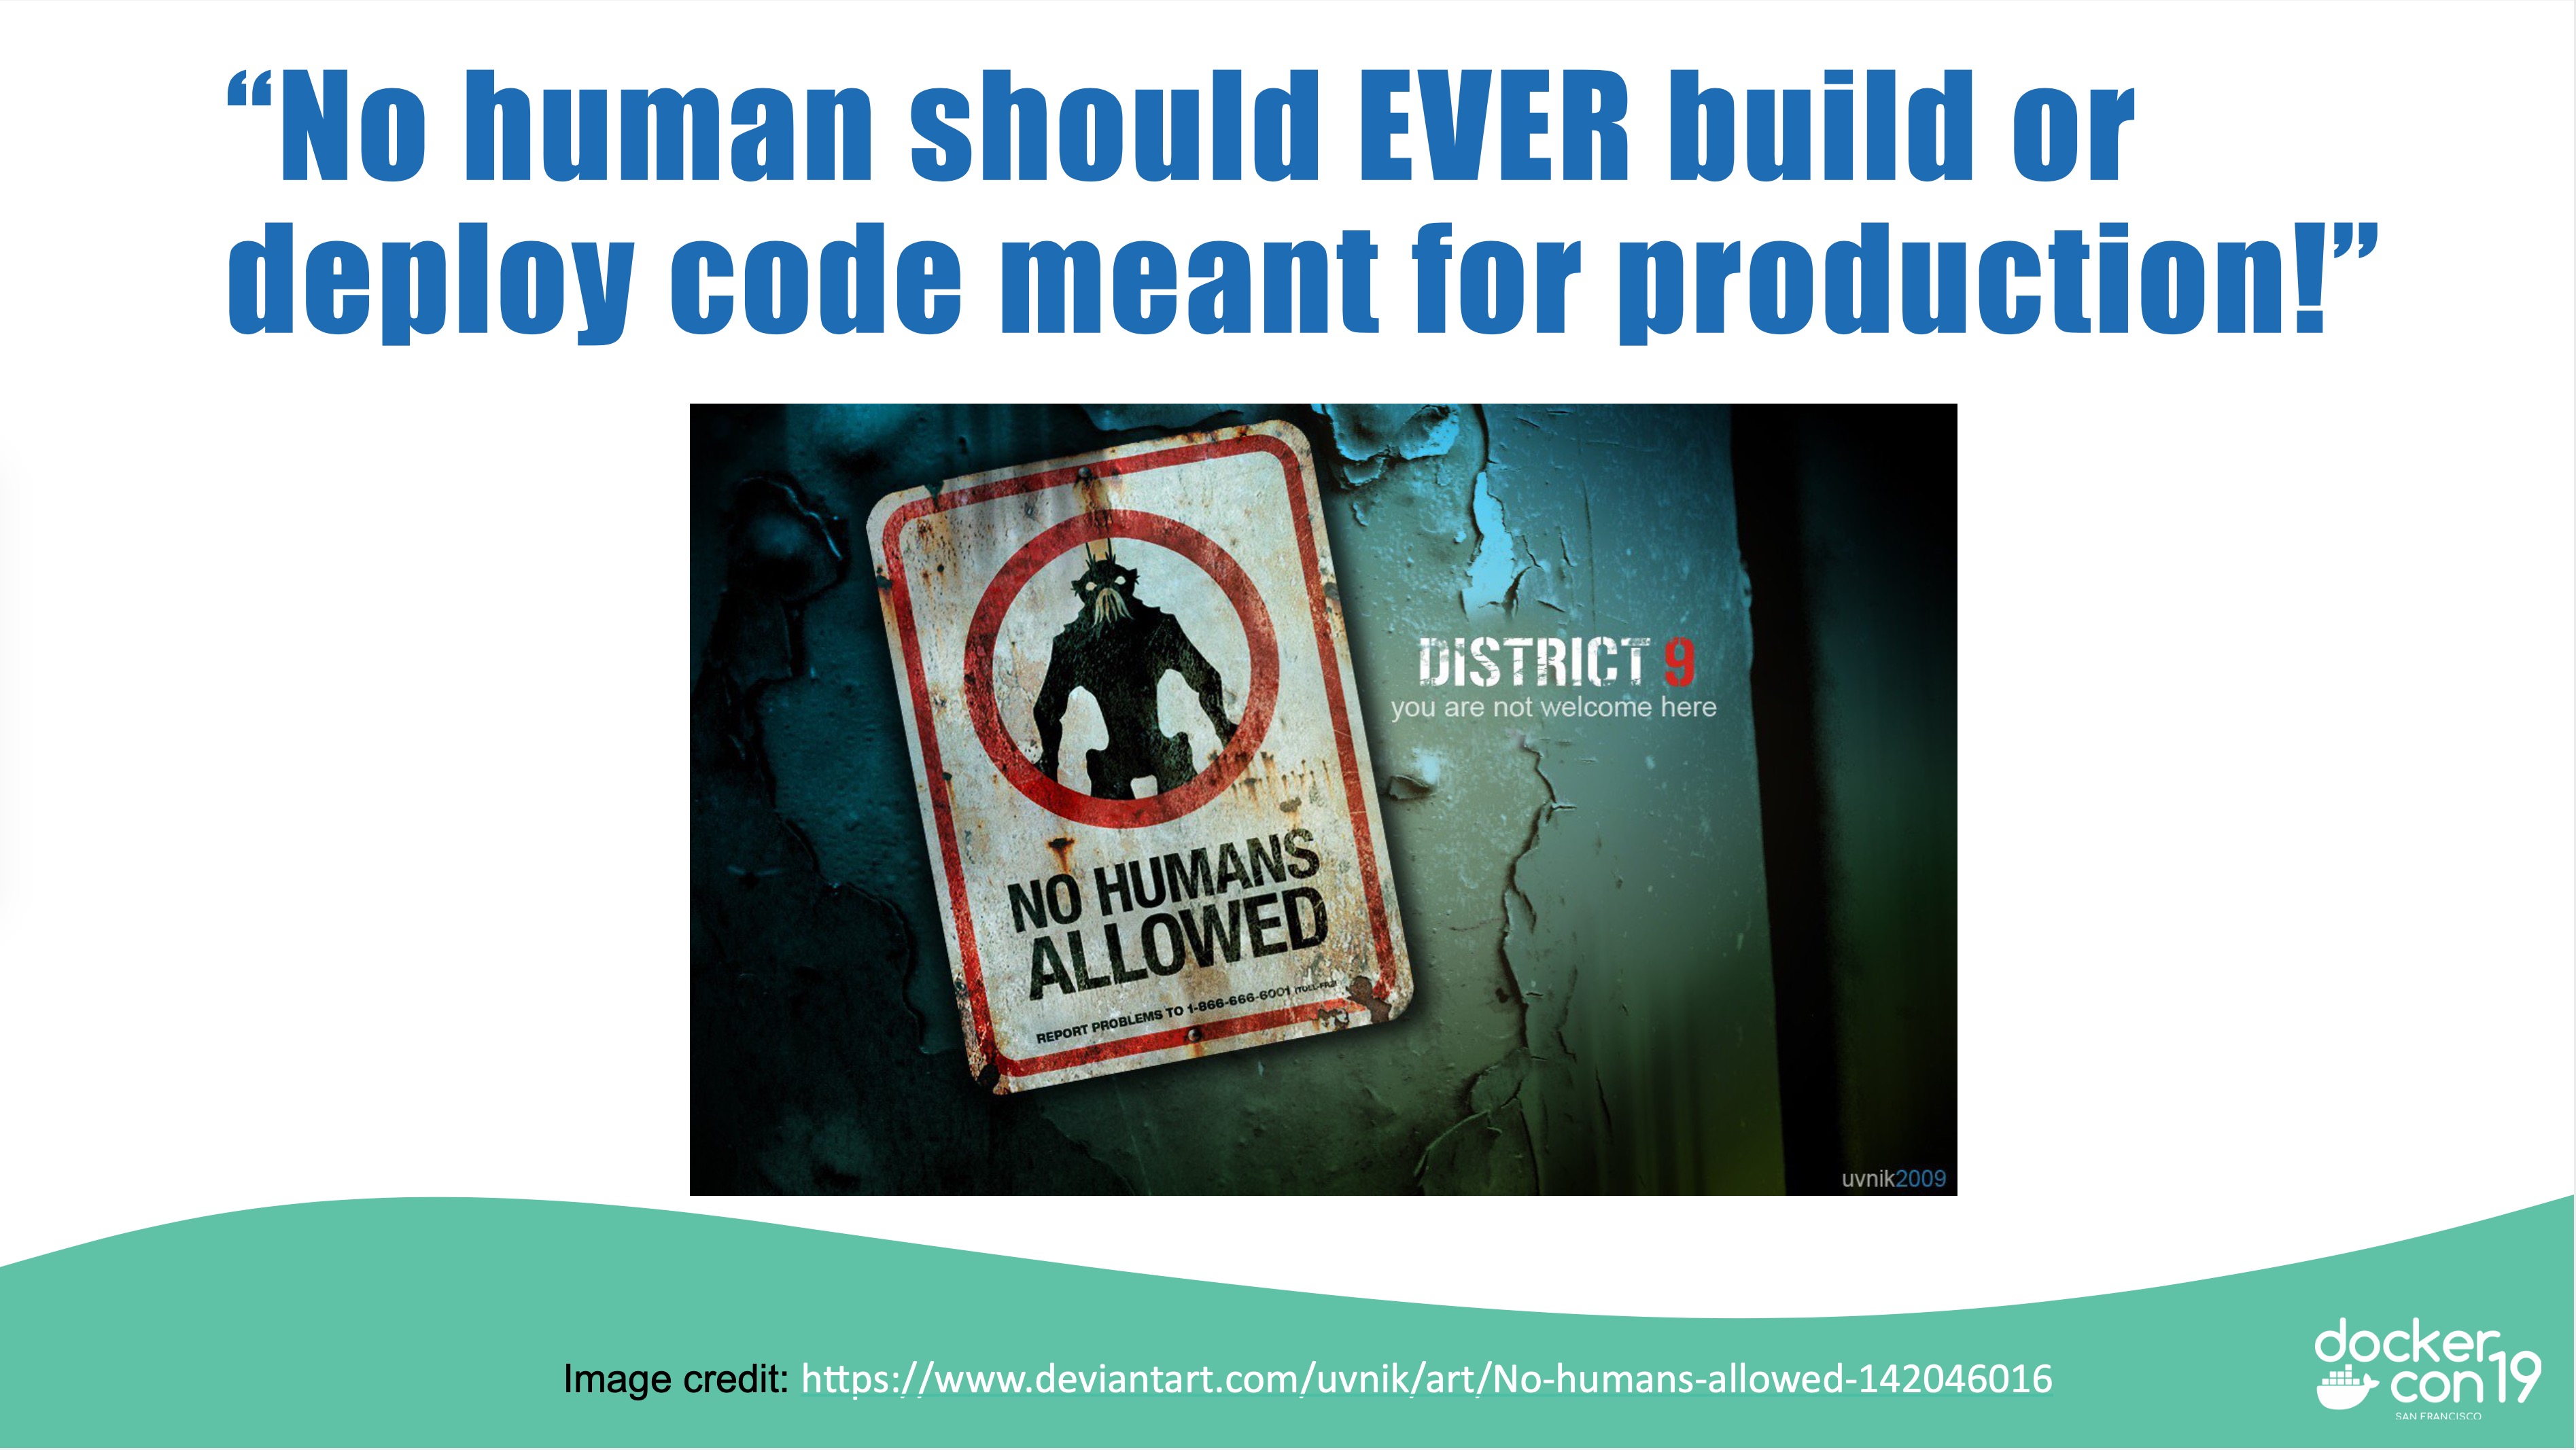 “No human should EVER build or
deploy code meant for production!”
DISTRICT 9
you are not welcome here
NO HUMANS
ALLOWED
REPORT PROBLEMS TO 1-866-666-6001 (TOLL-FREE)
uvnik2009
Image credit: https://www.deviantart.com/uvnik/art/No-humans-allowed-142046016
docker
con19
SAN FRANCISCO